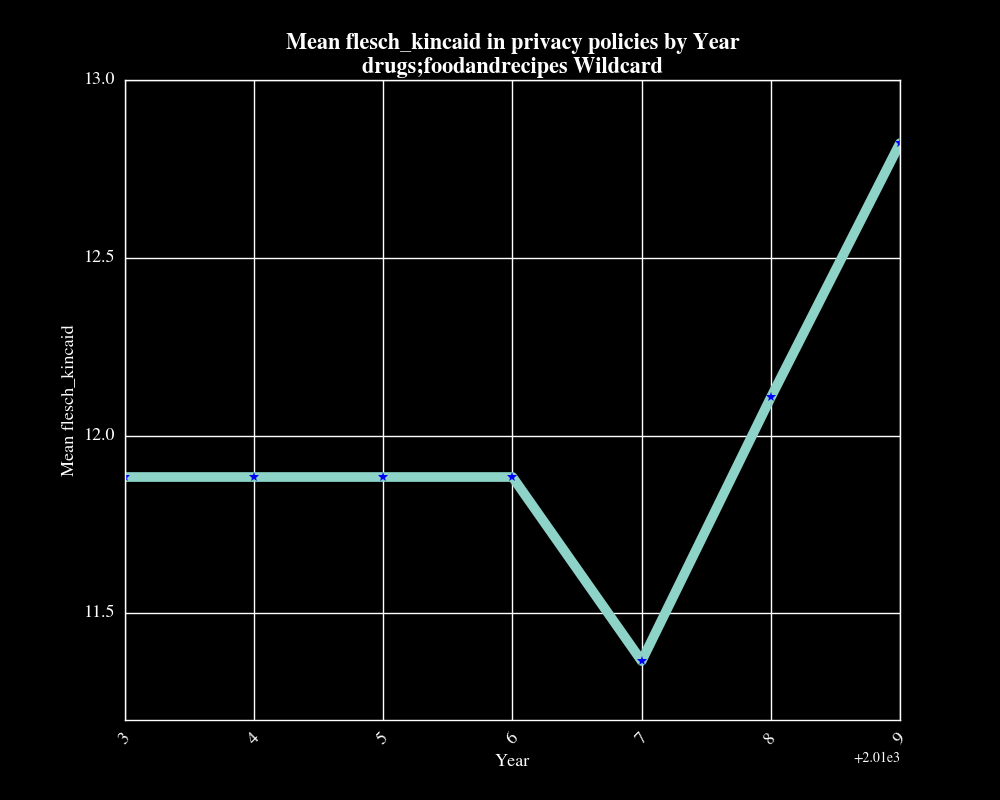 Mean flesch_kincaid in privacy policies by Year
drugs;foodandrecipes Wildcard
13.0
12.5
12.0
11.5
Mean flesch_kincaid
3 4 5 6 7 8 9
Year
+2.01e3